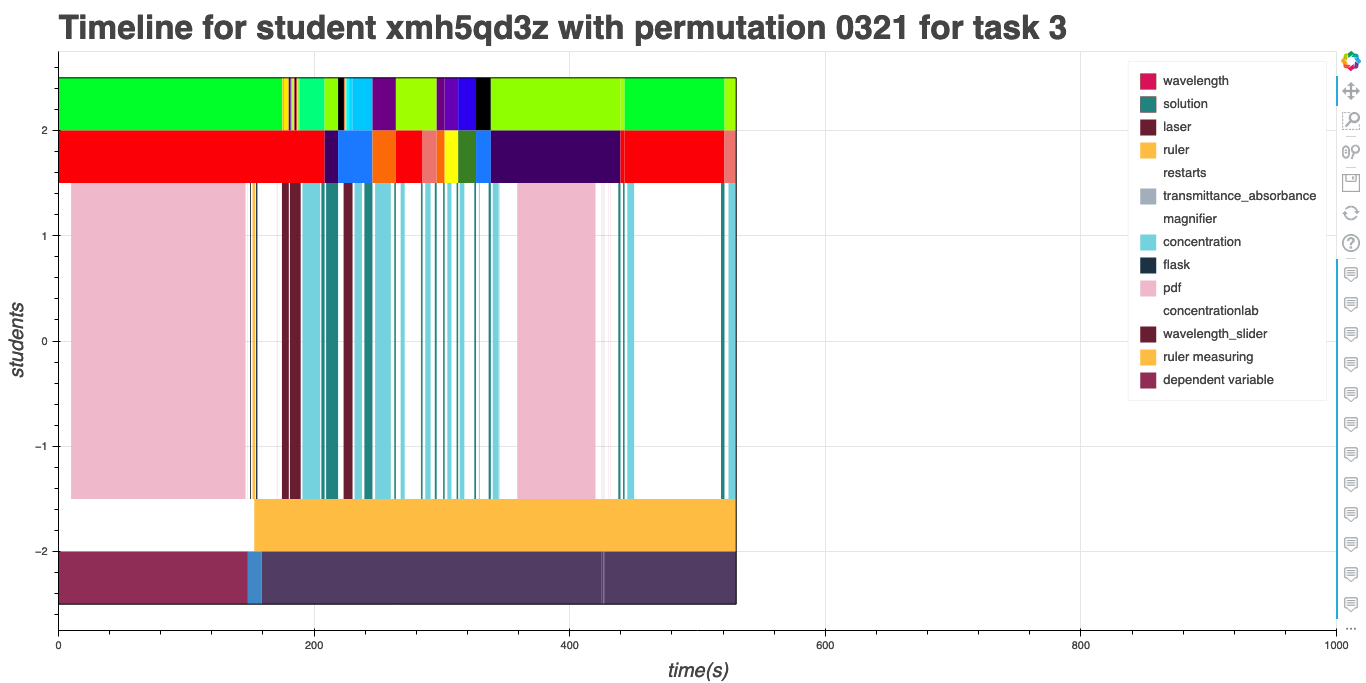 Timeline for student xmh5qd3z with permutation 0321 for task 3
students
2
1
0
−1
−2
0
200
400
600
800
1000
time(s)
wavelength
solution
laser
ruler
restarts
transmittance_absorbance
magnifier
concentration
flask
pdf
concentrationlab
wavelength_slider
ruler measuring
dependent variable